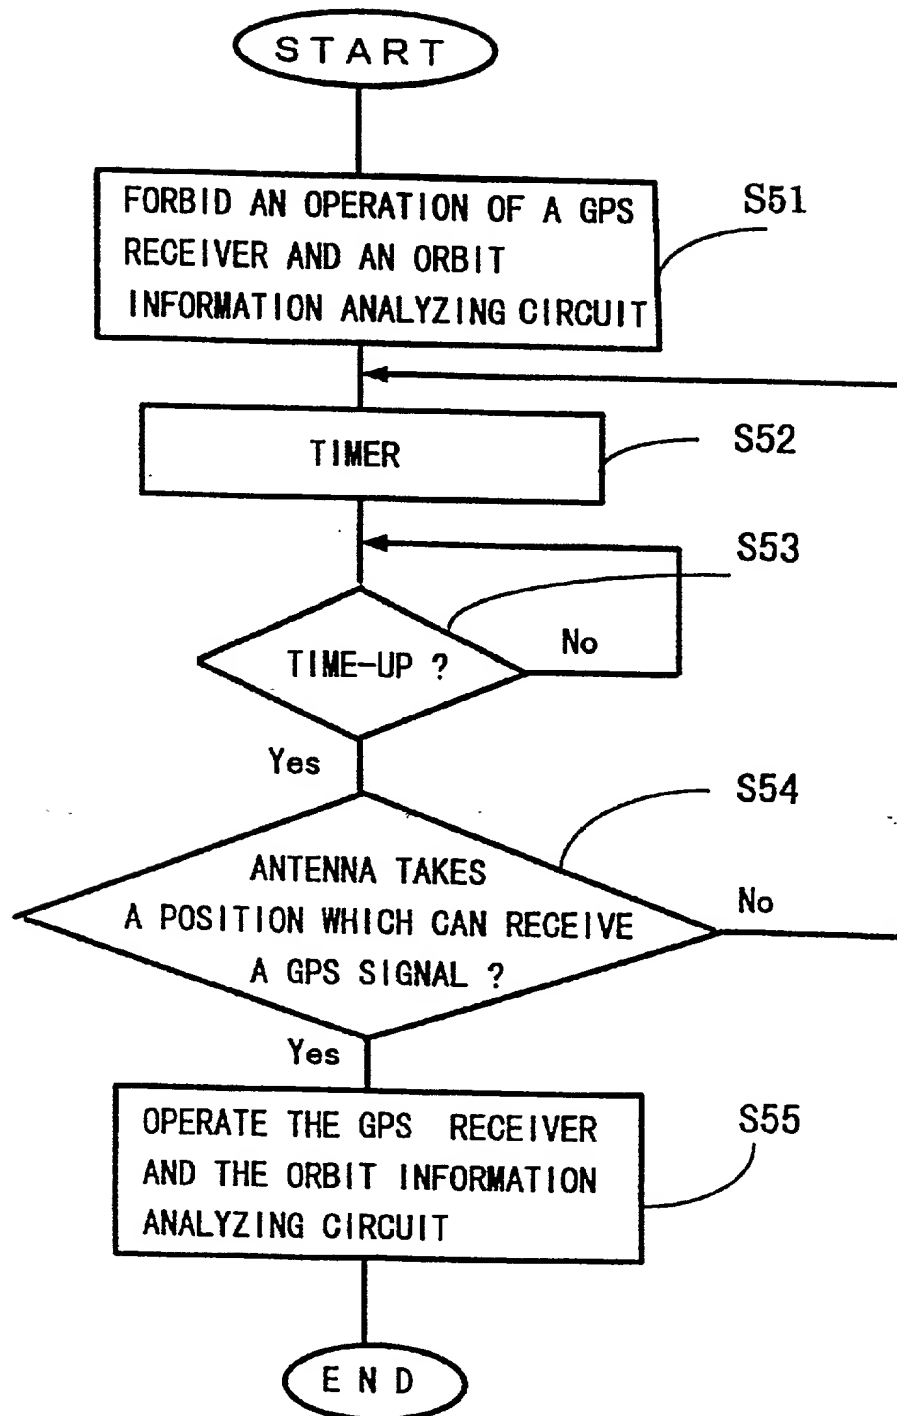 START
FORBID AN OPERATION OF A GPS
RECEIVER AND AN ORBIT
INFORMATION ANALYZING CIRCUIT
S51
TIMER
S52
S53
TIME-UP ?
No
Yes
S54
ANTENNA TAKES
A POSITION WHICH CAN RECEIVE
A GPS SIGNAL ?
No
Yes
OPERATE THE GPS RECEIVER
AND THE ORBIT INFORMATION
ANALYZING CIRCUIT
S55
END